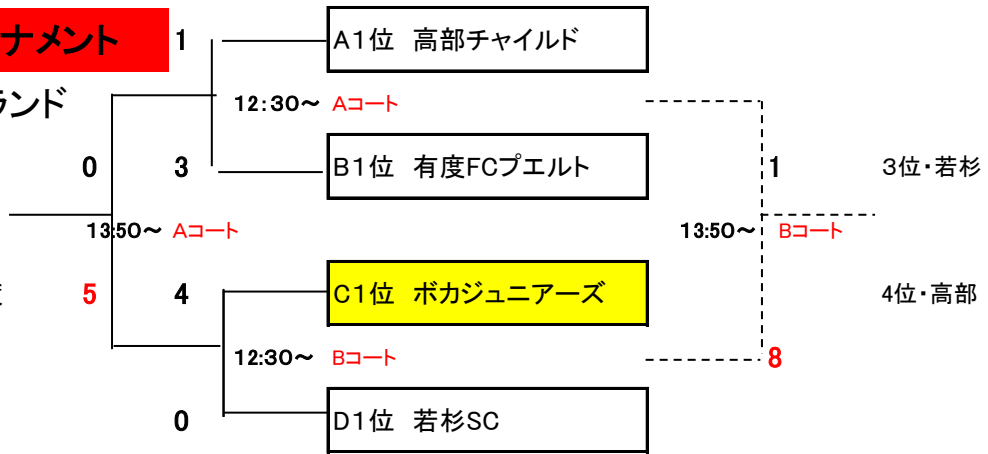 ナメント
1
A1位 高部チャイルド
ランド
12:30～ Aコート
0
3
B1位 有度FCプエルト
1
3位・若杉
13:50～ Aコート
13:50～ Bコート
5
4
C1位 ボカジュニアーズ
4位・高部
12:30～ Bコート
8
0
D1位 若杉SC